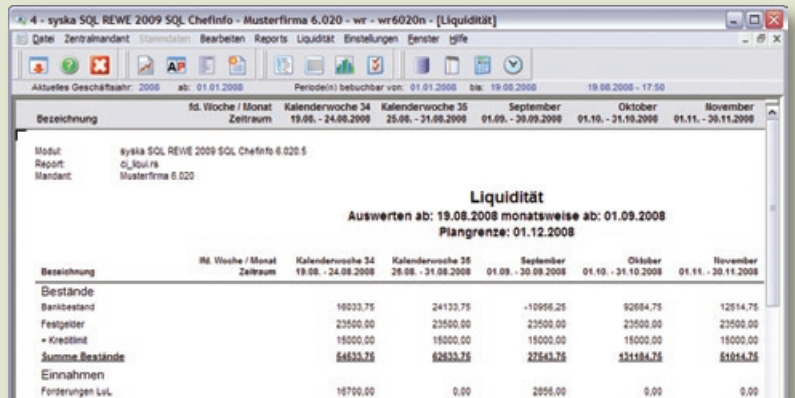 4 - syska SQL REWE 2009 SQL Chefinfo - Musterfirma 6.020 - wr - wr6020n - [Liquidität]
Datei Zentralmandant Stammdaten Bearbeiten Reports Liquidität Einstellungen Fenster Hilfe
AP
Aktuelles Geschäftsjahr: 2008 ab: 01.01.2008 Periode(n) bebuchbar von: 01.01.2008 bis: 19.08.2008 19.08.2008 - 17:50
fd. Woche / Monat Kalenderwoche 34 Kalenderwoche 35 September Oktober November
Bezeichnung Zeitraum 19.08. - 24.08.2008 25.08. - 31.08.2008 01.09. - 30.09.2008 01.10. - 31.10.2008 01.11. - 30.11.2008
Modul: syska SQL REWE 2009 SQL Chefinfo 6.020.5
Report: ci_liqui.rs
Mandant: Musterfirma 6.020
Liquidität
Auswerten ab: 19.08.2008 monatsweise ab: 01.09.2008
Plangrenze: 01.12.2008
lfd. Woche / Monat Kalenderwoche 34 Kalenderwoche 35 September Oktober November
Bezeichnung Zeitraum 19.08. - 24.08.2008 25.08. - 31.08.2008 01.09. - 30.09.2008 01.10. - 31.10.2008 01.11. - 30.11.2008
Bestände
Bankbestand 16033,75 24133,75 -10956,25 92684,75 12514,75
Festgelder 23500,00 23500,00 23500,00 23500,00 23500,00
+ Kreditlimit 15000,00 15000,00 15000,00 15000,00 15000,00
Summe Bestände 54533,75 62633,75 27543,75 131184,75 51014,75
Einnahmen
Forderungen LuL 16700,00 0,00 2856,00 0,00 0,00